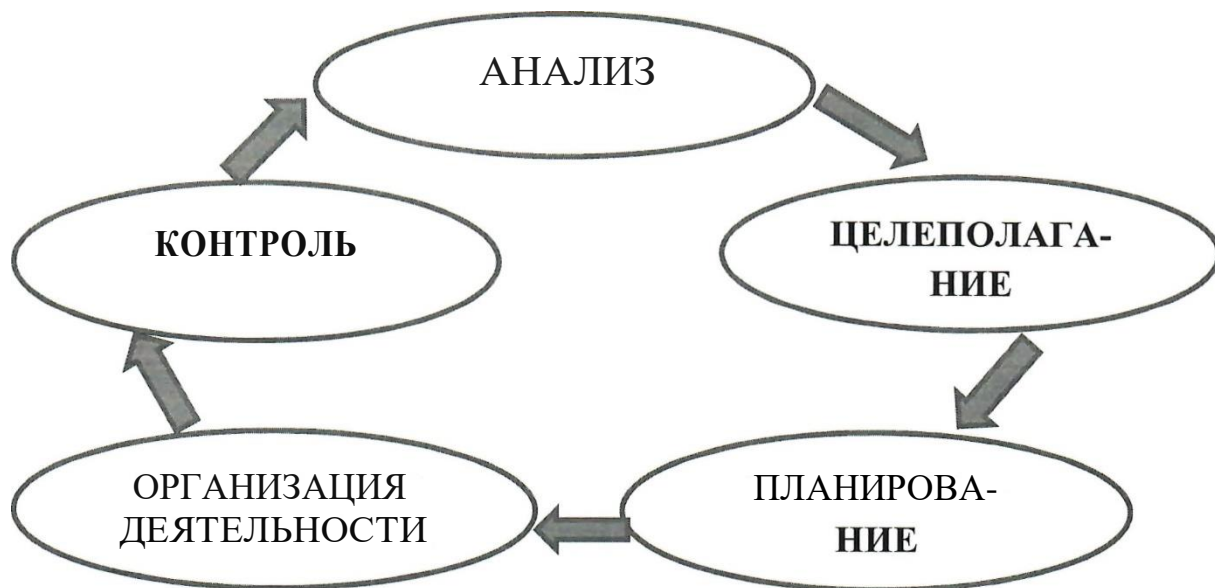 АНАЛИЗ
КОНТРОЛЬ
ЦЕЛЕПОЛАГА-
НИЕ
ОРГАНИЗАЦИЯ
ДЕЯТЕЛЬНОСТИ
ПЛАНИРОВА-
НИЕ